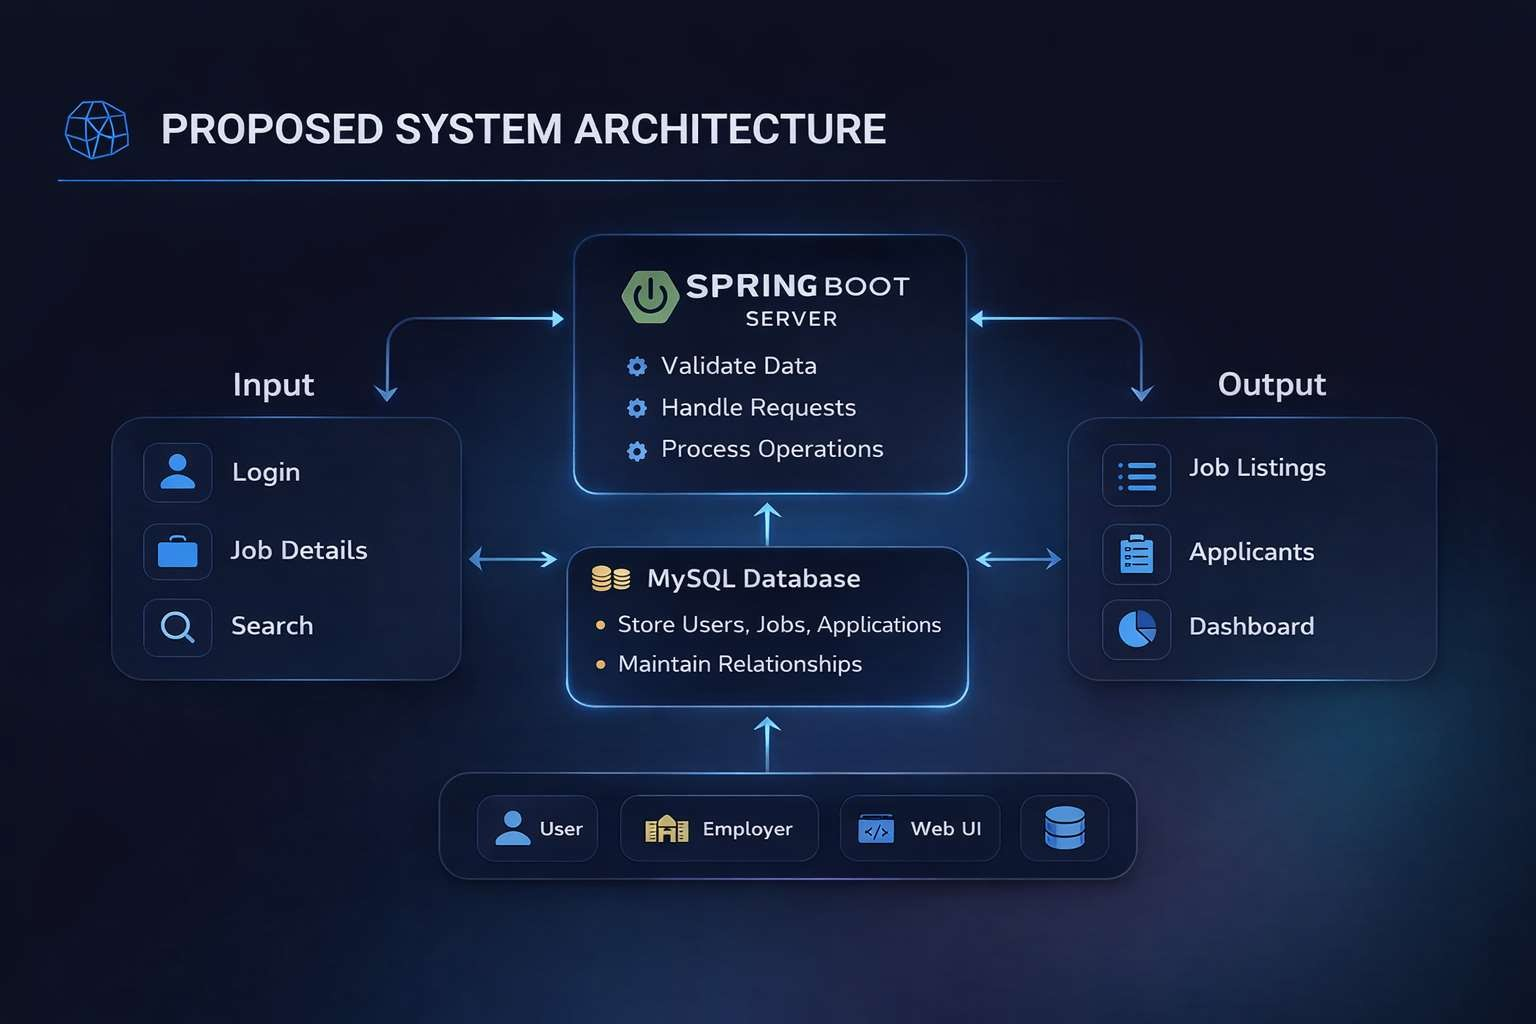 PROPOSED SYSTEM ARCHITECTURE
SPRING BOOT
SERVER
Validate Data
Handle Requests
Process Operations
Input
Login
Job Details
Search
MySQL Database
Store Users, Jobs, Applications
Maintain Relationships
Output
Job Listings
Applicants
Dashboard
User
Employer
</> Web UI